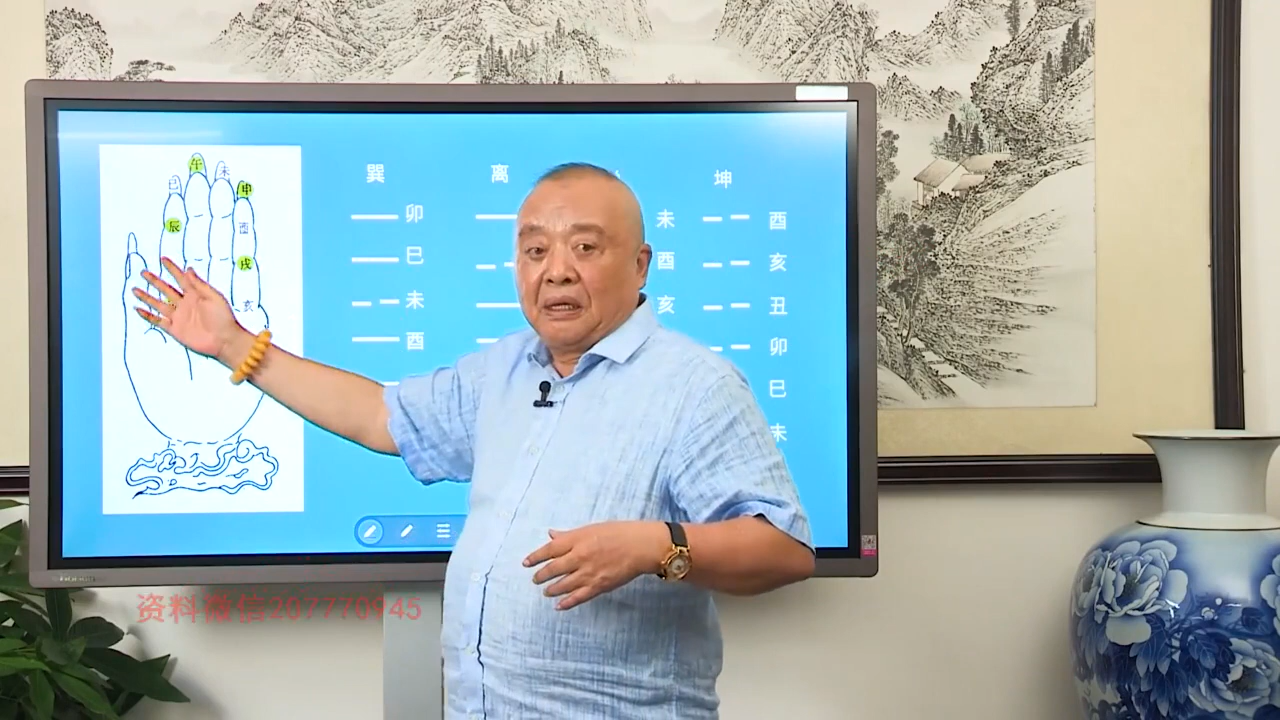 午
未
巳
申
辰
酉
戌
亥
巽 离 坤
卯 未 酉
巳 酉 亥
未 亥 丑
酉 卯
巳
未
资料微信207770945